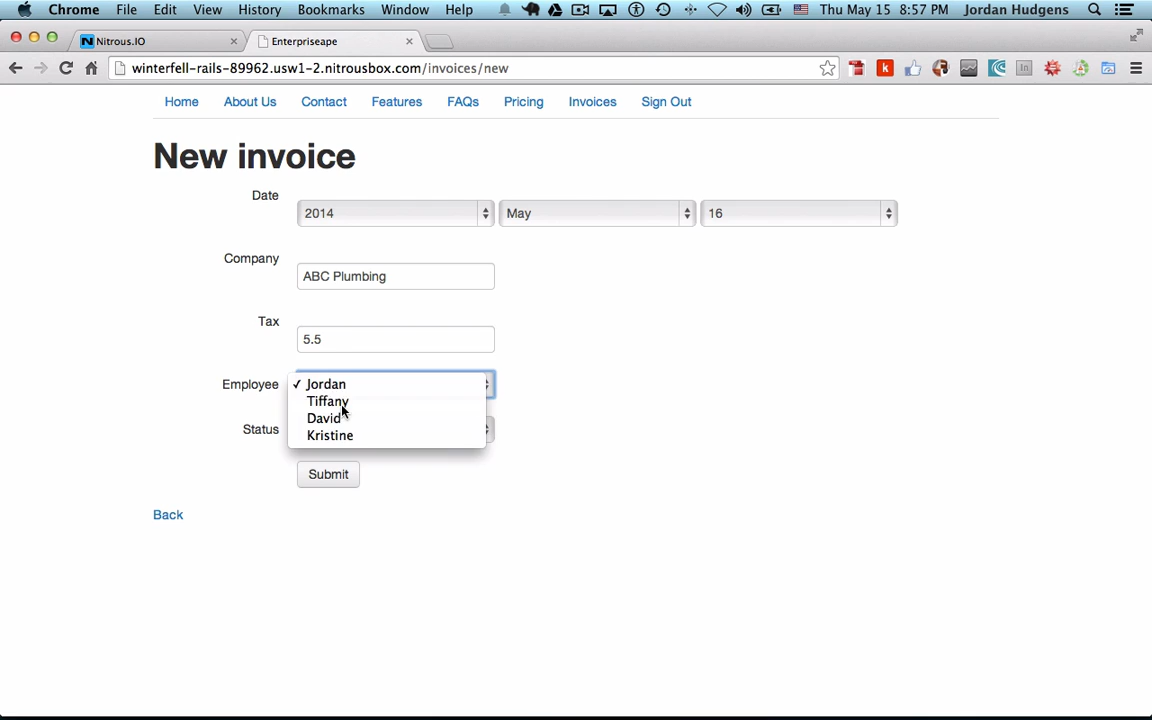 Chrome File Edit View History Bookmarks Window Help Thu May 15 8:57 PM Jordan Hudgens
Nitrous.IO Enterpriseape
winterfell-rails-89962.usw1-2.nitrousbox.com/invoices/new
Home About Us Contact Features FAQs Pricing Invoices Sign Out
New invoice
Date
2014 May 16
Company
ABC Plumbing
Tax
5.5
Employee ✓ Jordan
Tiffany
David
Status
Kristine
Submit
Back